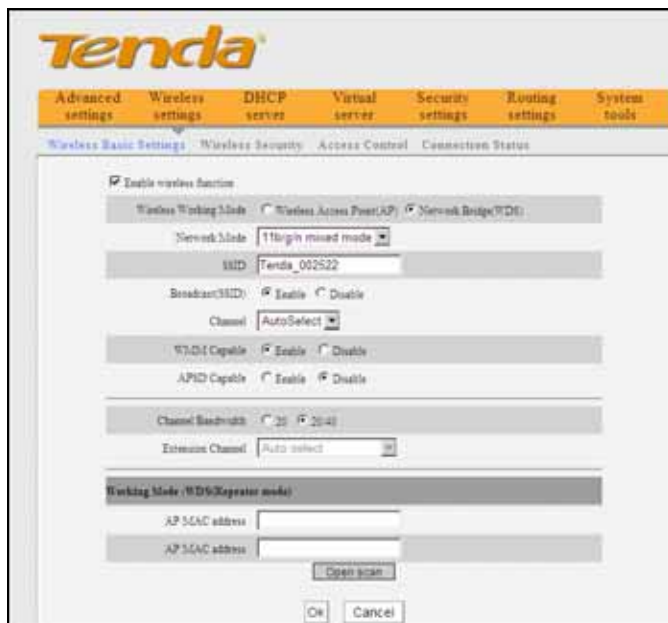 Tenda
Advanced settings Wireless settings DHCP server Virtual server Security settings Routing settings System tools
Wireless Basic Settings Wireless Security Access Control Connection Status
Enable wireless function
Wireless Working Mode Wireless Access Point(AP) Network Bridge(WDS)
Network Mode 11b/g/n mixed mode
SSID Tenda_002522
Broadcast(SSID) Enable Disable
Channel AutoSelect
WMM Capable Enable Disable
APSD Capable Enable Disable
Channel Bandwidth 20 20/40
Extension Channel Auto select
Working Mode :WDS(Repeater mode)
AP MAC address
AP MAC address
Open scan
Ok Cancel